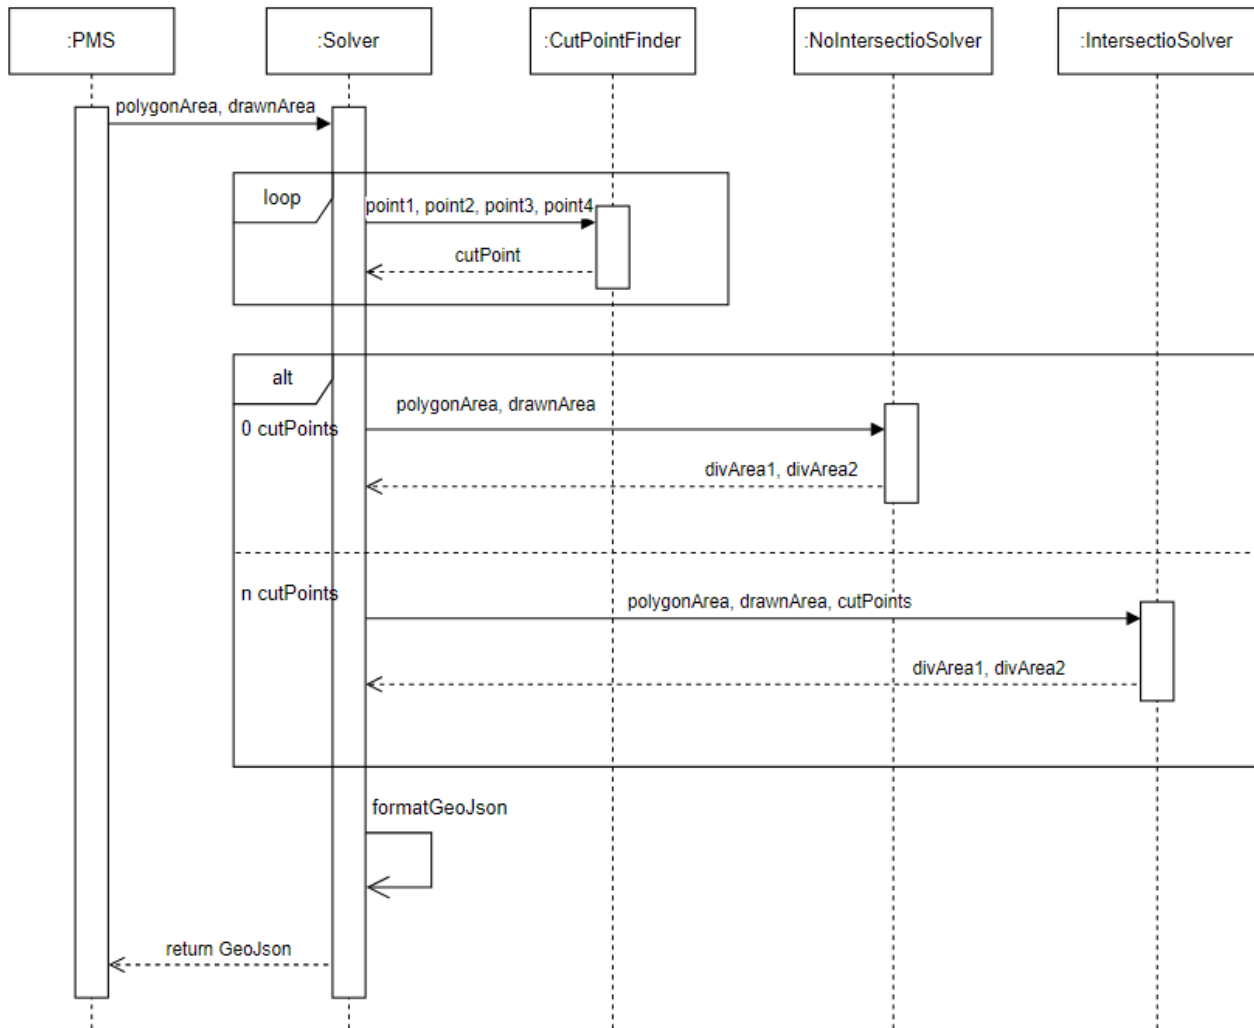 :PMS
:Solver
:CutPointFinder
:NoIntersectioSolver
:IntersectioSolver
polygonArea, drawnArea
loop
point1, point2, point3, point4
cutPoint
alt
polygonArea, drawnArea
0 cutPoints
divArea1, divArea2
n cutPoints
polygonArea, drawnArea, cutPoints
divArea1, divArea2
formatGeoJson
return GeoJson